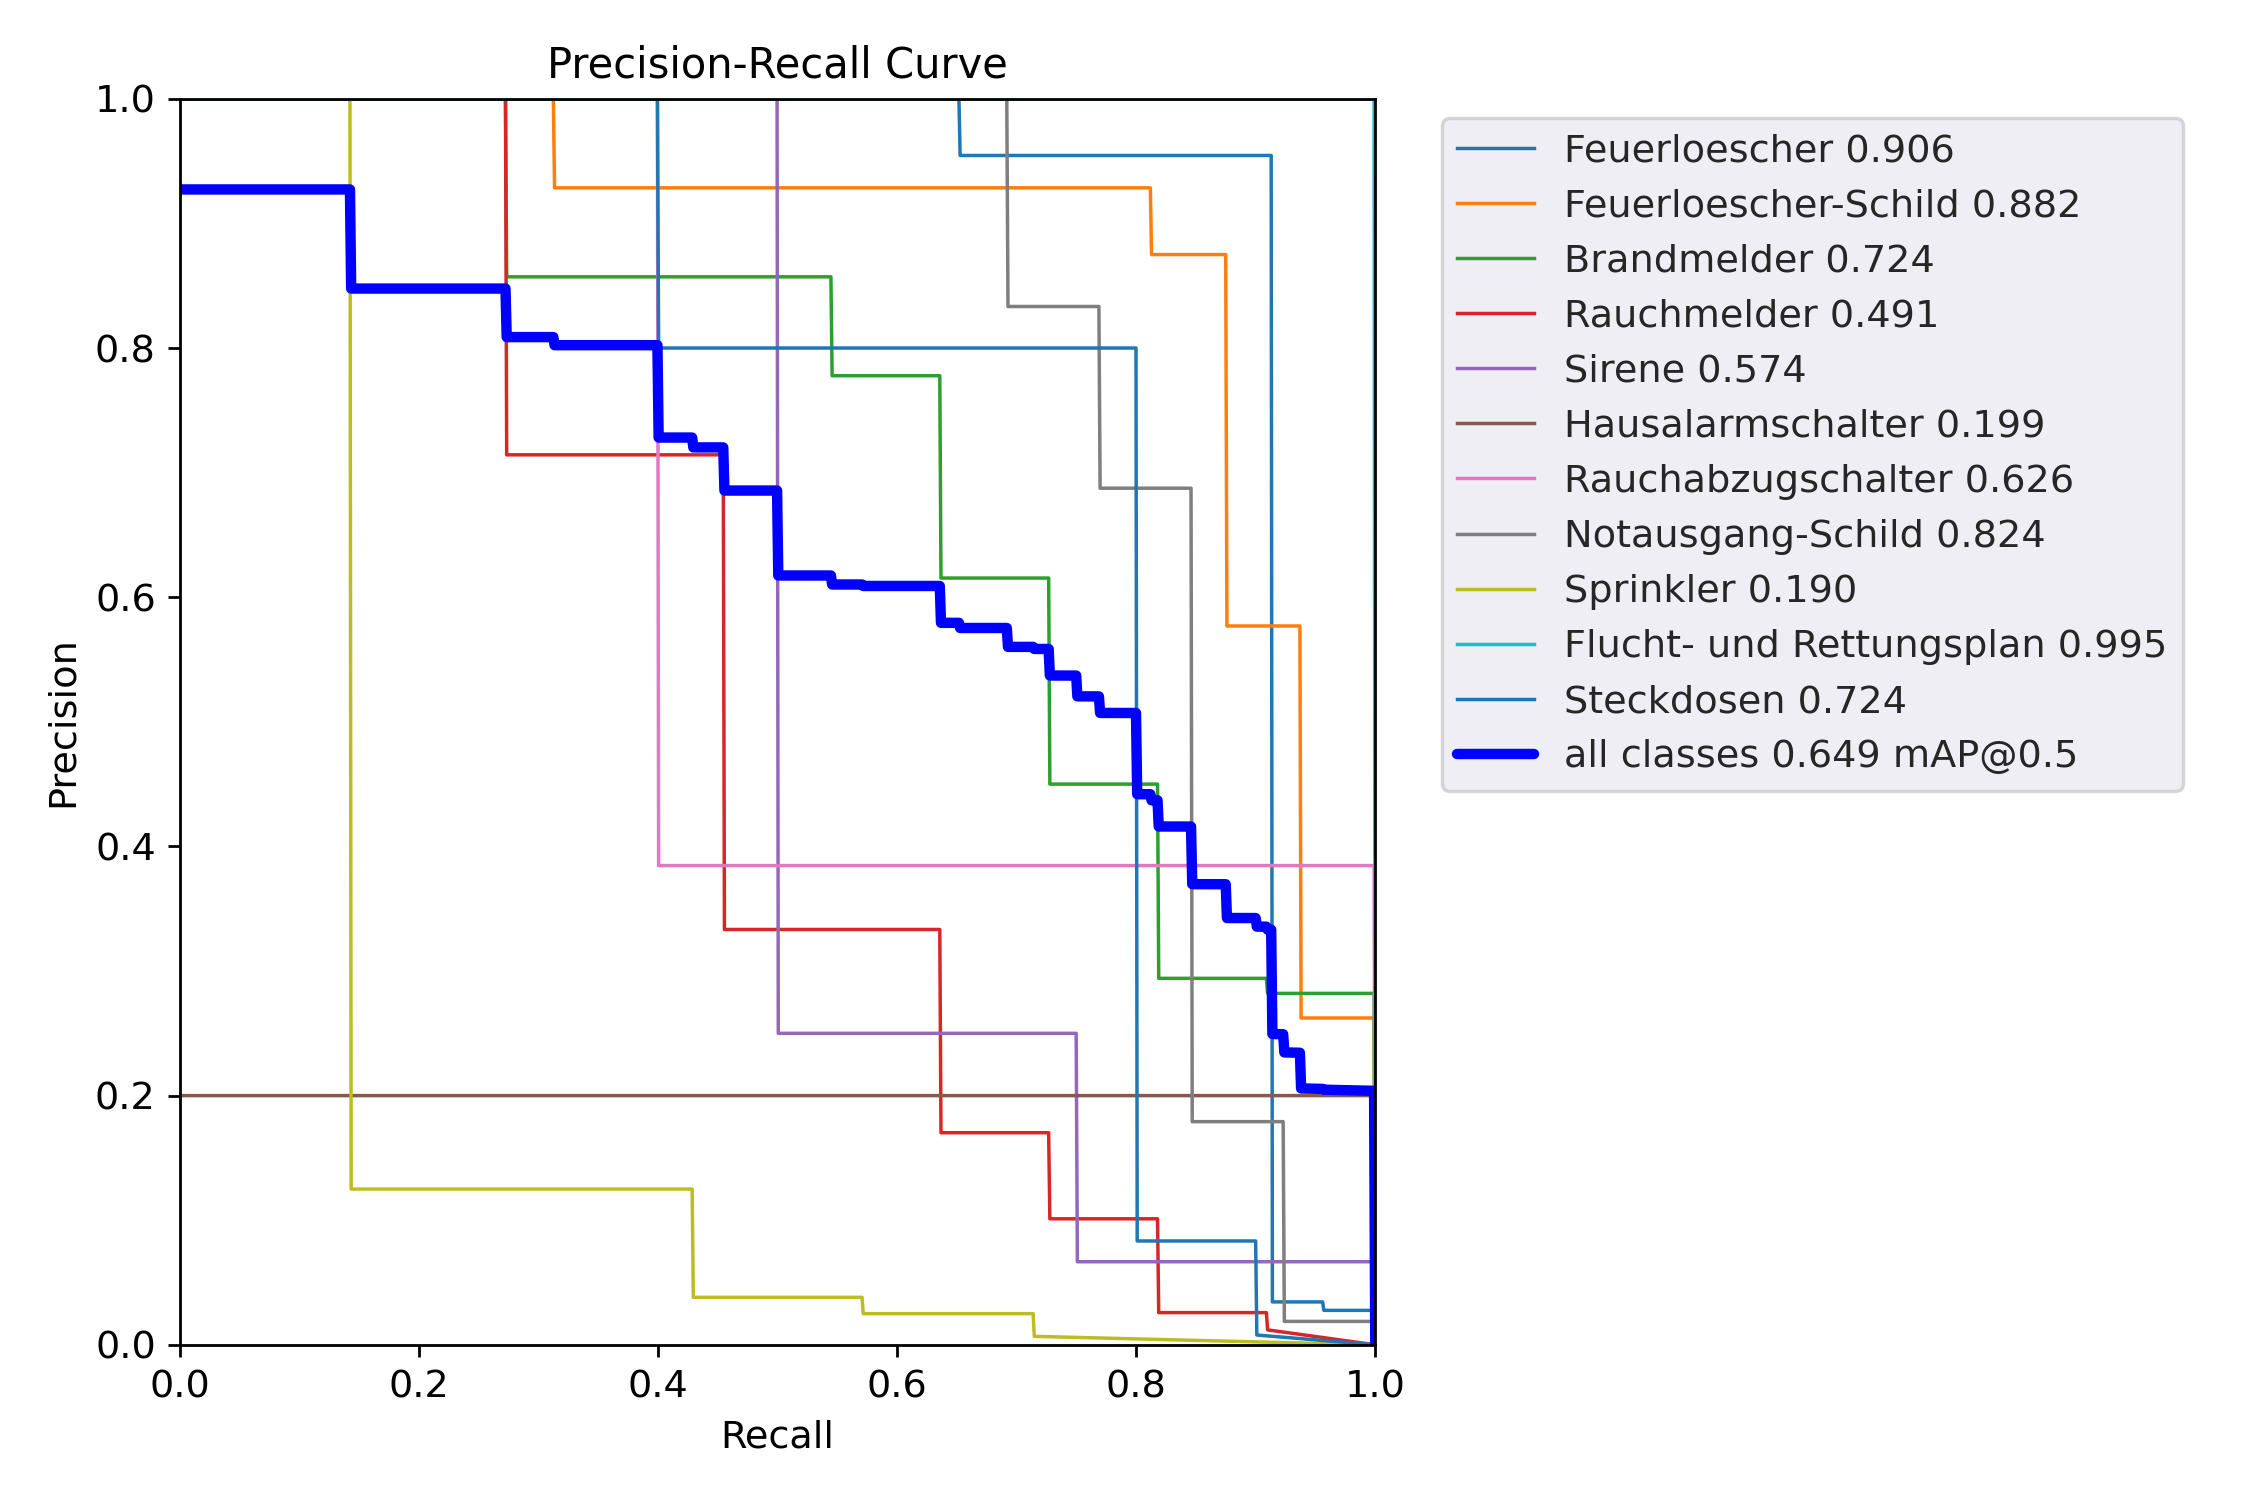 Precision-Recall Curve
1.0
0.8
0.6
0.4
0.2
0.0
Precision
0.0 0.2 0.4 0.6 0.8 1.0
Recall
Feuerloescher 0.906
Feuerloescher-Schild 0.882
Brandmelder 0.724
Rauchmelder 0.491
Sirene 0.574
Hausalarmschalter 0.199
Rauchabzugschalter 0.626
Notausgang-Schild 0.824
Sprinkler 0.190
Flucht- und Rettungsplan 0.995
Steckdosen 0.724
all classes 0.649 mAP@0.5